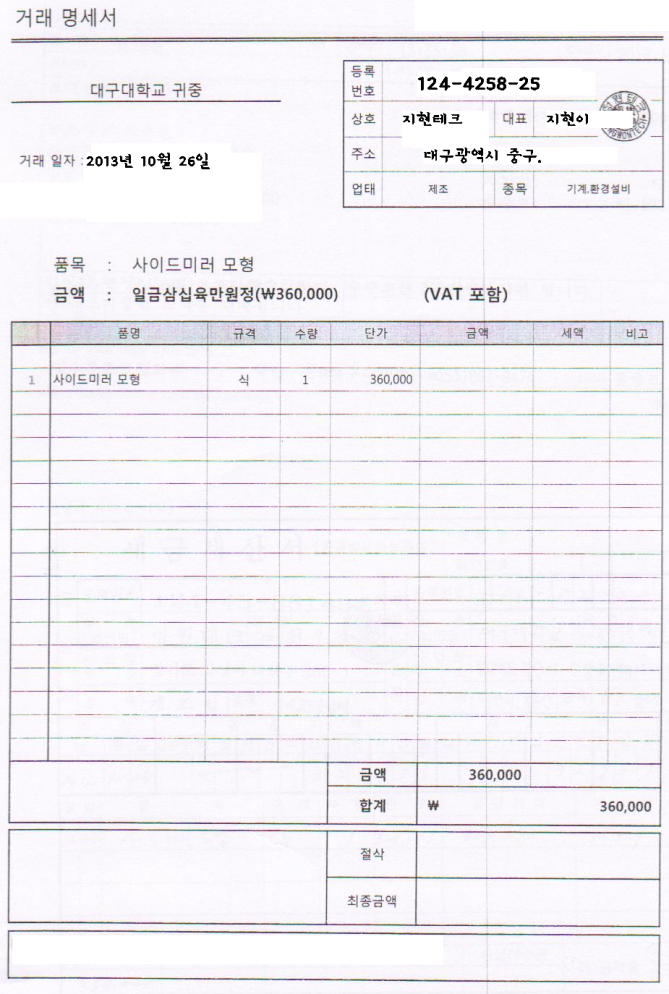 거래 명세서
대구대학교 귀중
등록 번호 124-4258-25
상호 지현테크 대표 지현이
거래 일자 : 2013년 10월 26일
주소 대구광역시 중구.
업태 제조 종목 기계,환경설비
품목 : 사이드미러 모형
금액 : 일금삼십육만원정(₩360,000) (VAT 포함)
품명 규격 수량 단가 금액 세액 비고
1 사이드미러 모형 식 1 360,000
금액 360,000
합계 ₩ 360,000
절삭
최종금액